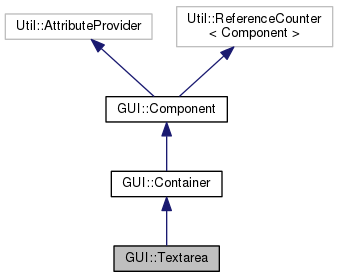 Util::AttributeProvider
Util::ReferenceCounter
< Component >
GUI::Component
GUI::Container
GUI::Textarea